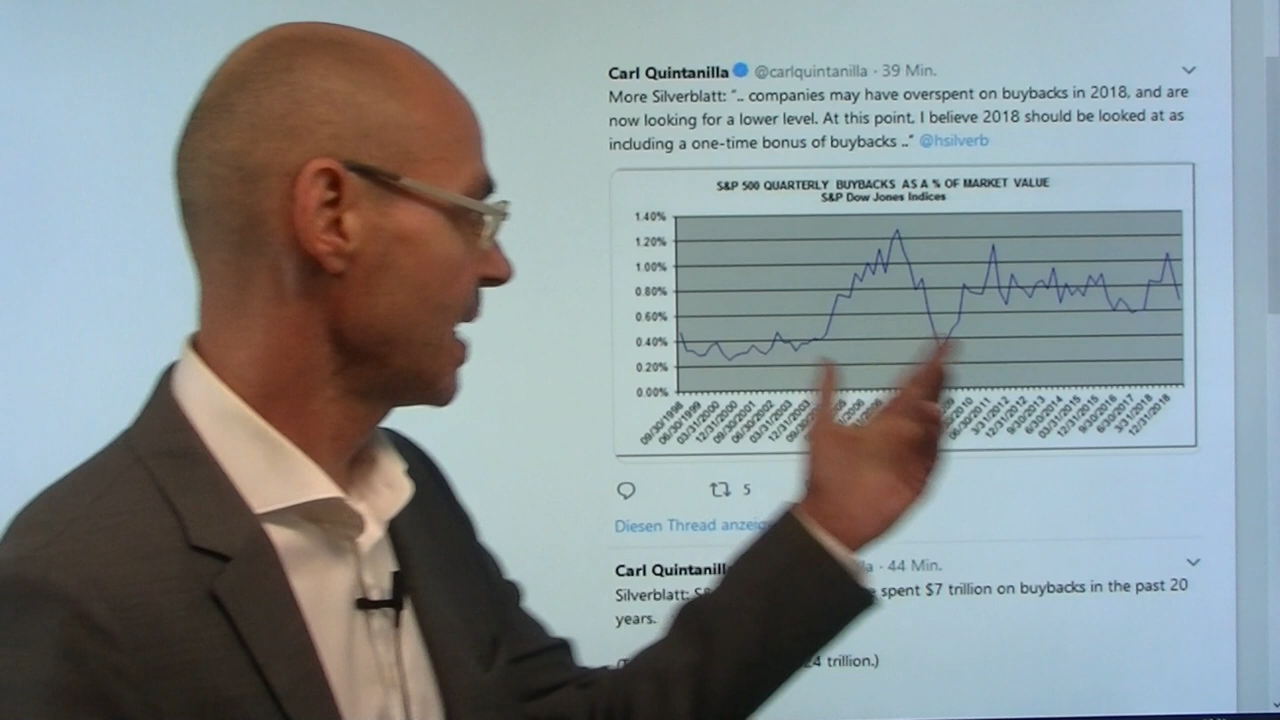 Carl Quintanilla @carlquintanilla · 39 Min.
More Silverblatt: ".. companies may have overspent on buybacks in 2018, and are
now looking for a lower level. At this point, I believe 2018 should be looked at as
including a one-time bonus of buybacks .." @hsilverb
S&P 500 QUARTERLY BUYBACKS AS A % OF MARKET VALUE
S&P Dow Jones Indices
1.40%
1.20%
1.00%
0.80%
0.60%
0.40%
0.20%
0.00%
09/30/1998
06/30/1999
03/31/2000
12/31/2000
09/30/2001
06/30/2002
03/31/2003
12/31/2003
06/30/2011
3/31/2012
12/31/2012
9/30/2013
6/30/2014
03/31/2015
12/31/2015
9/30/2016
6/30/2017
3/31/2018
12/31/2018
5
Diesen Thread
Carl · 44 Min.
Silverblatt: spent $7 trillion on buybacks in the past 20
years.
trillion.)